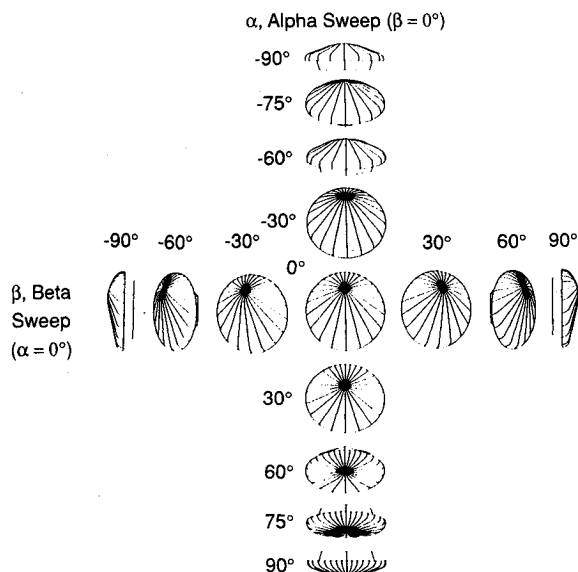 α, Alpha Sweep (β = 0°)
-90°
-75°
-60°
-30°
-90° -60° -30° 0° 30° 60° 90°
β, Beta
Sweep
(α = 0°)
30°
60°
75°
90°